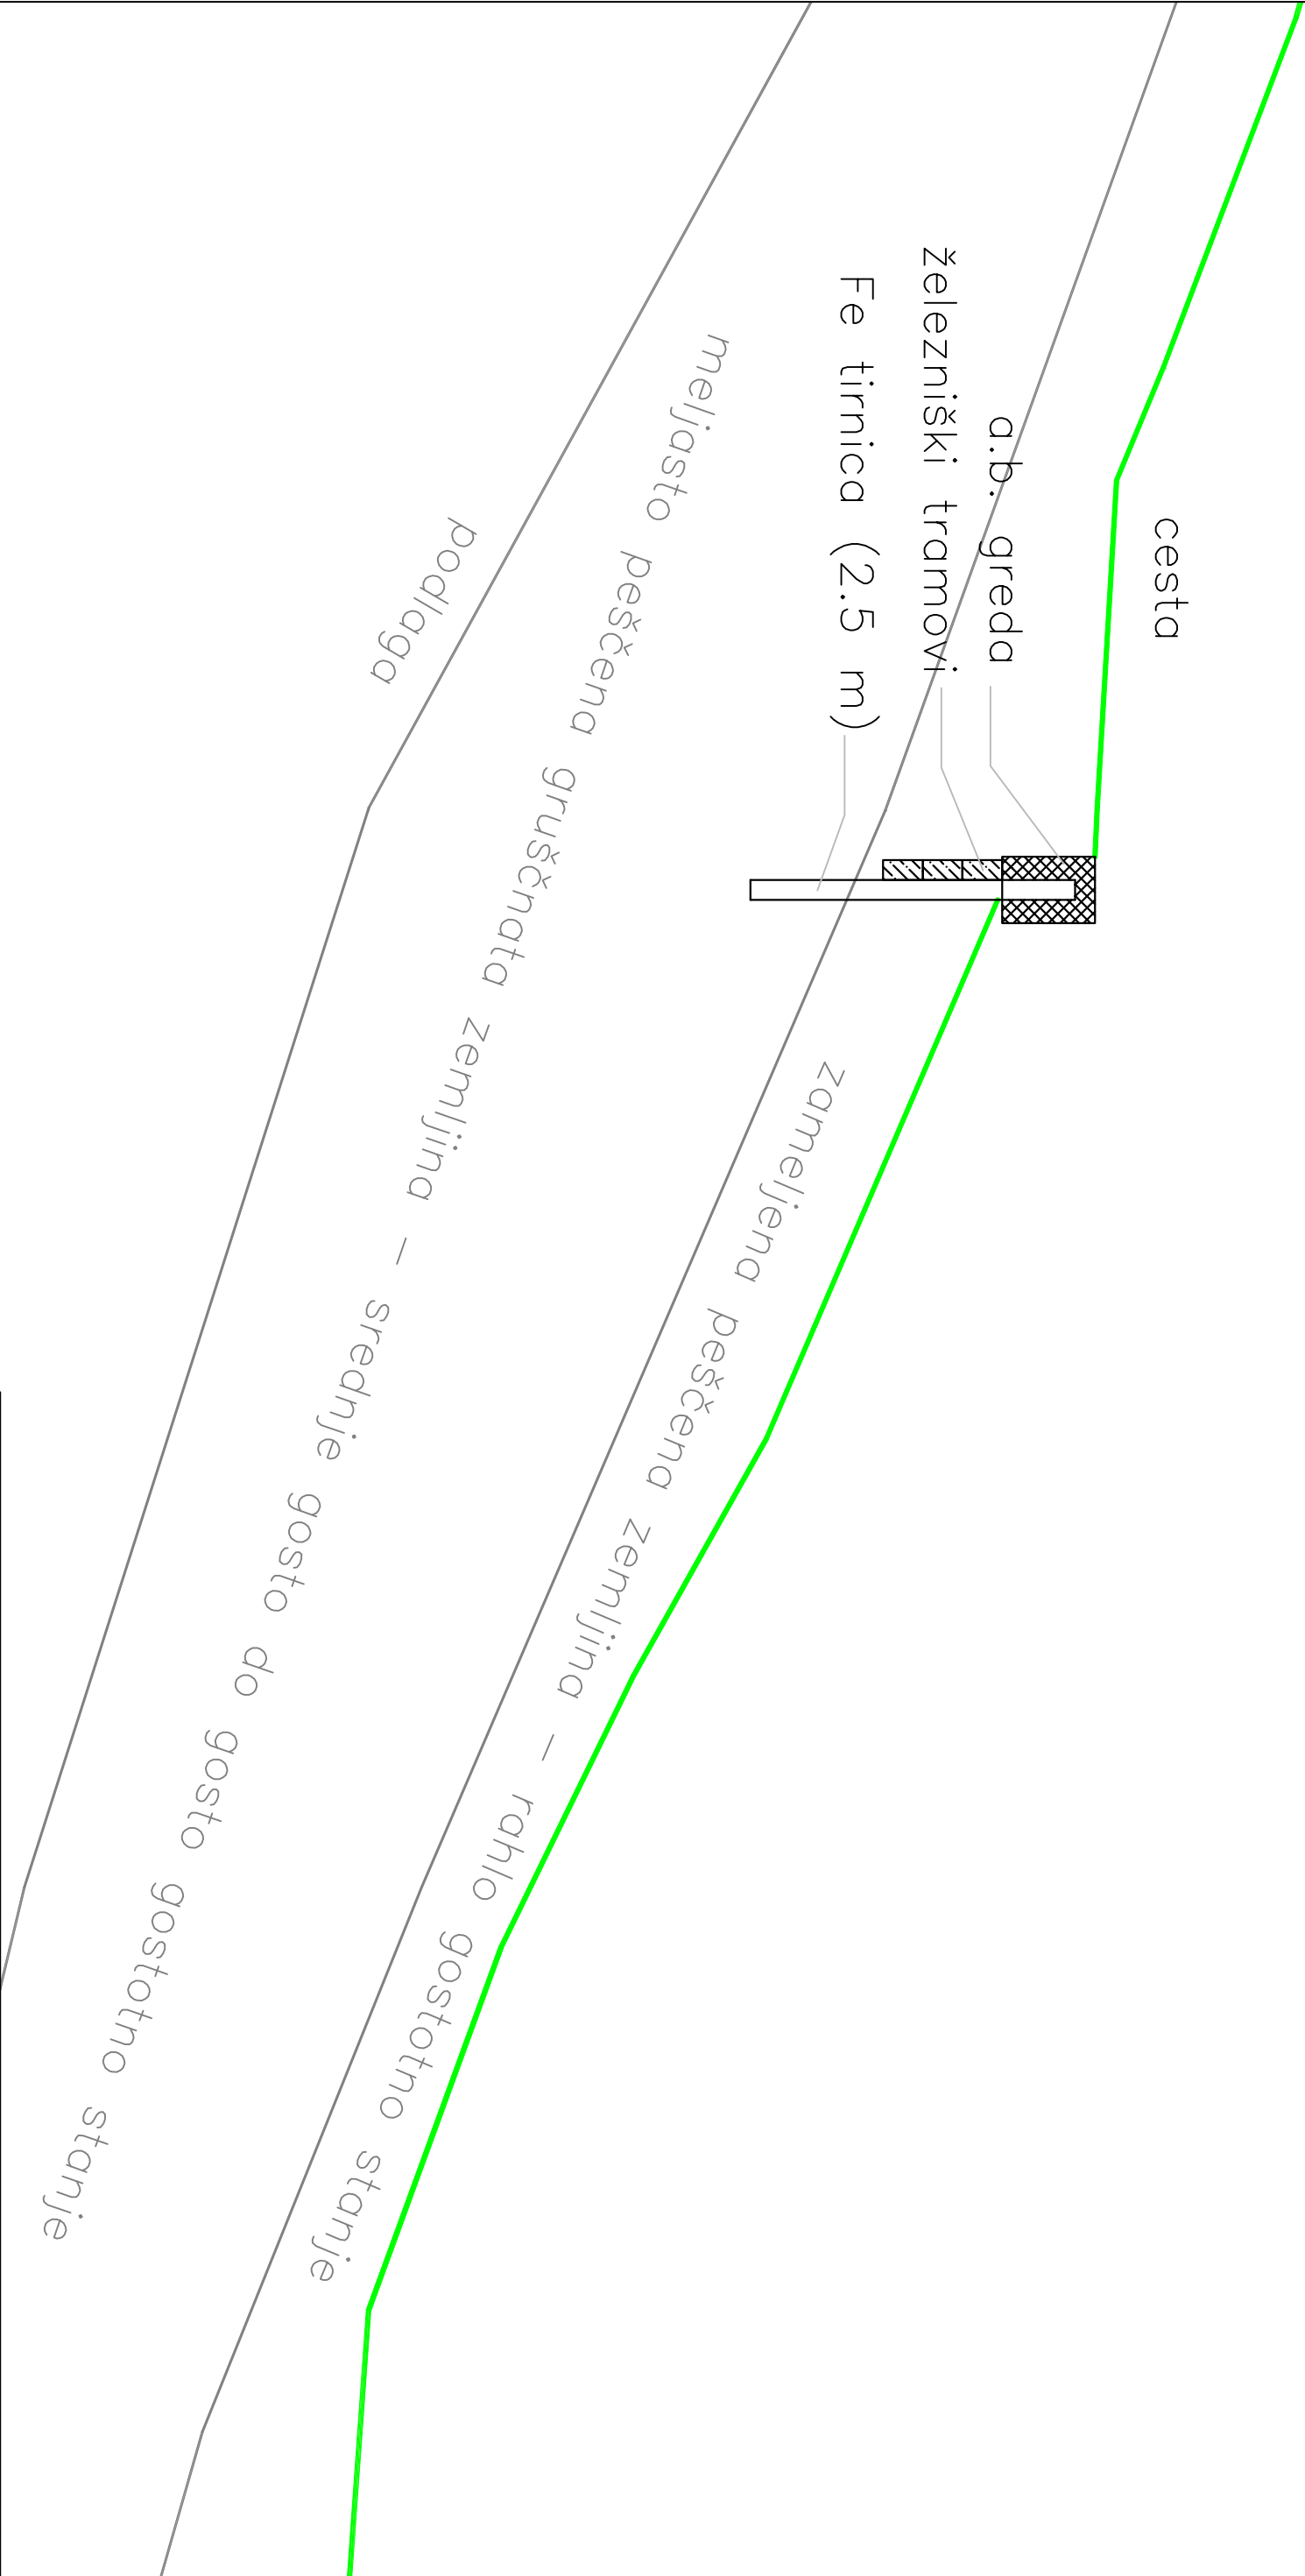 cesta
a.b. greda
železniški tramovi
Fe tirnica (2.5 m)
zameljena peščena zemljina – rahlo gostotno stanje
meljasto peščena gruščnata zemljina – srednje gosto do gosto gostotno stanje
podlaga